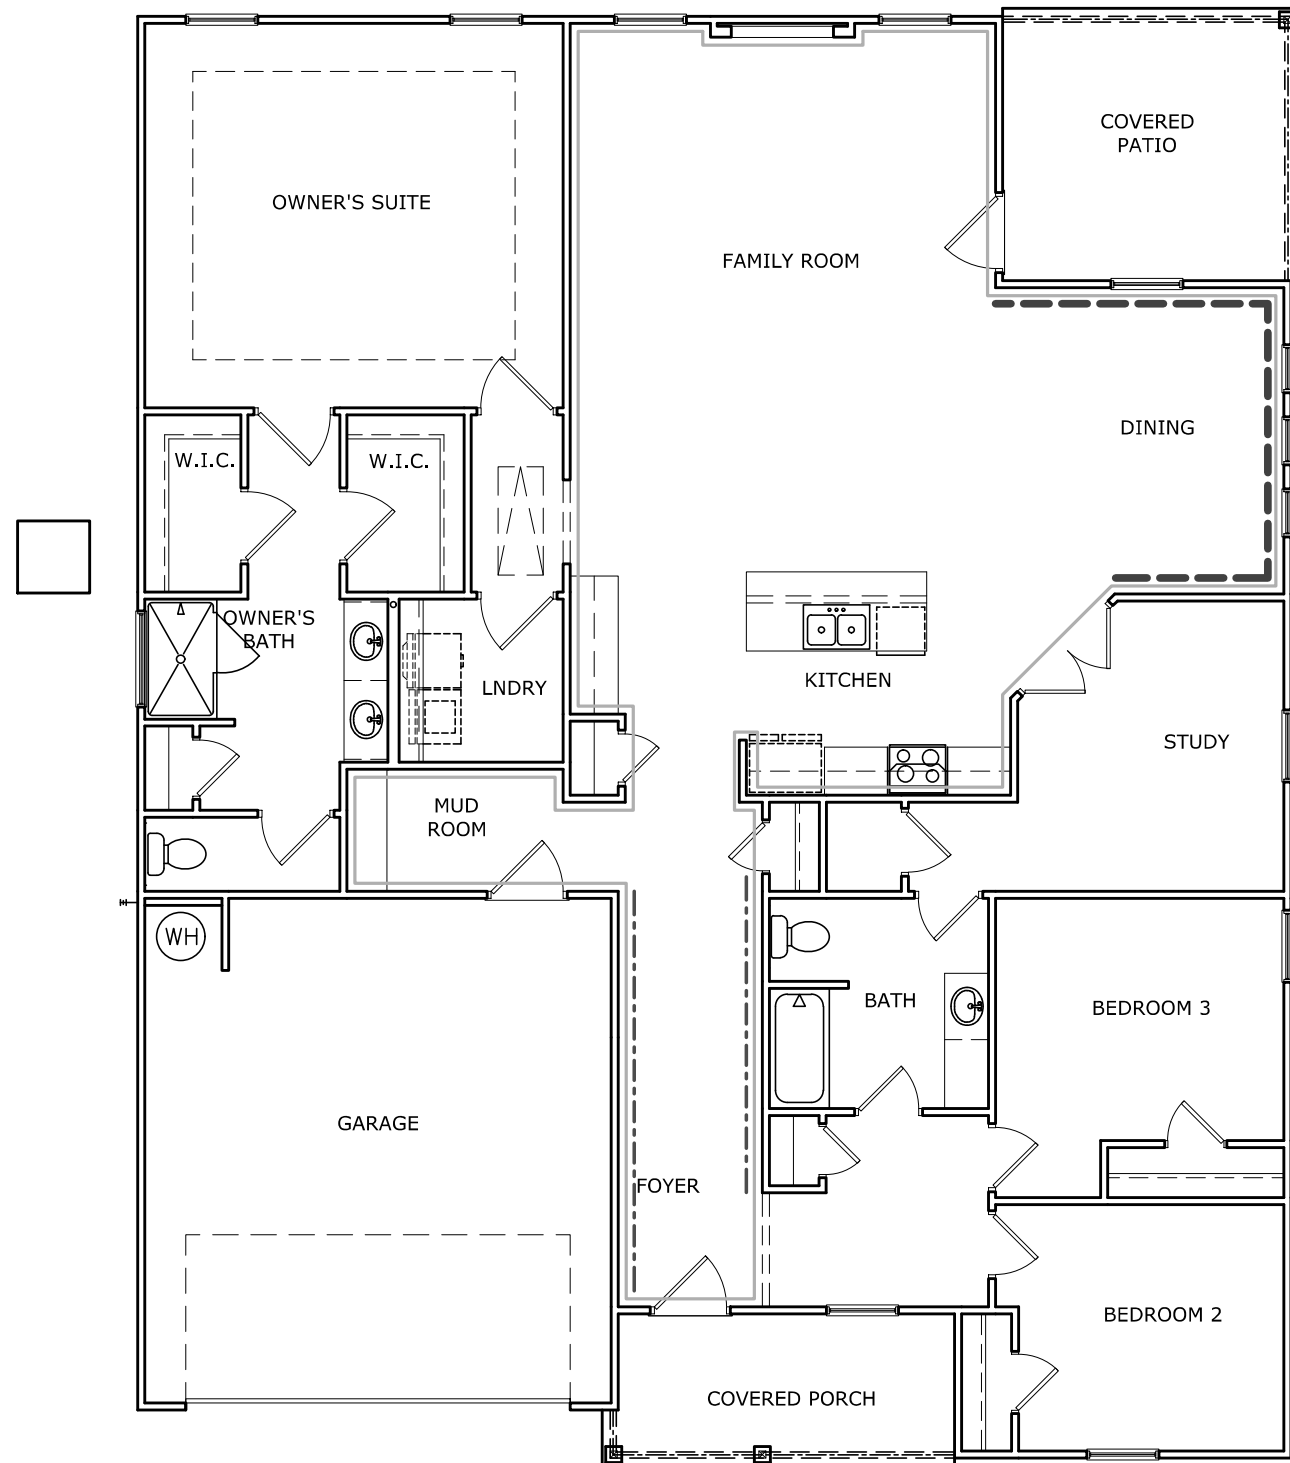 COVERED
PATIO
OWNER'S SUITE
FAMILY ROOM
DINING
W.I.C.
W.I.C.
OWNER'S
BATH
KITCHEN
LNDRY
STUDY
MUD
ROOM
WH
BATH
BEDROOM 3
GARAGE
FOYER
BEDROOM 2
COVERED PORCH